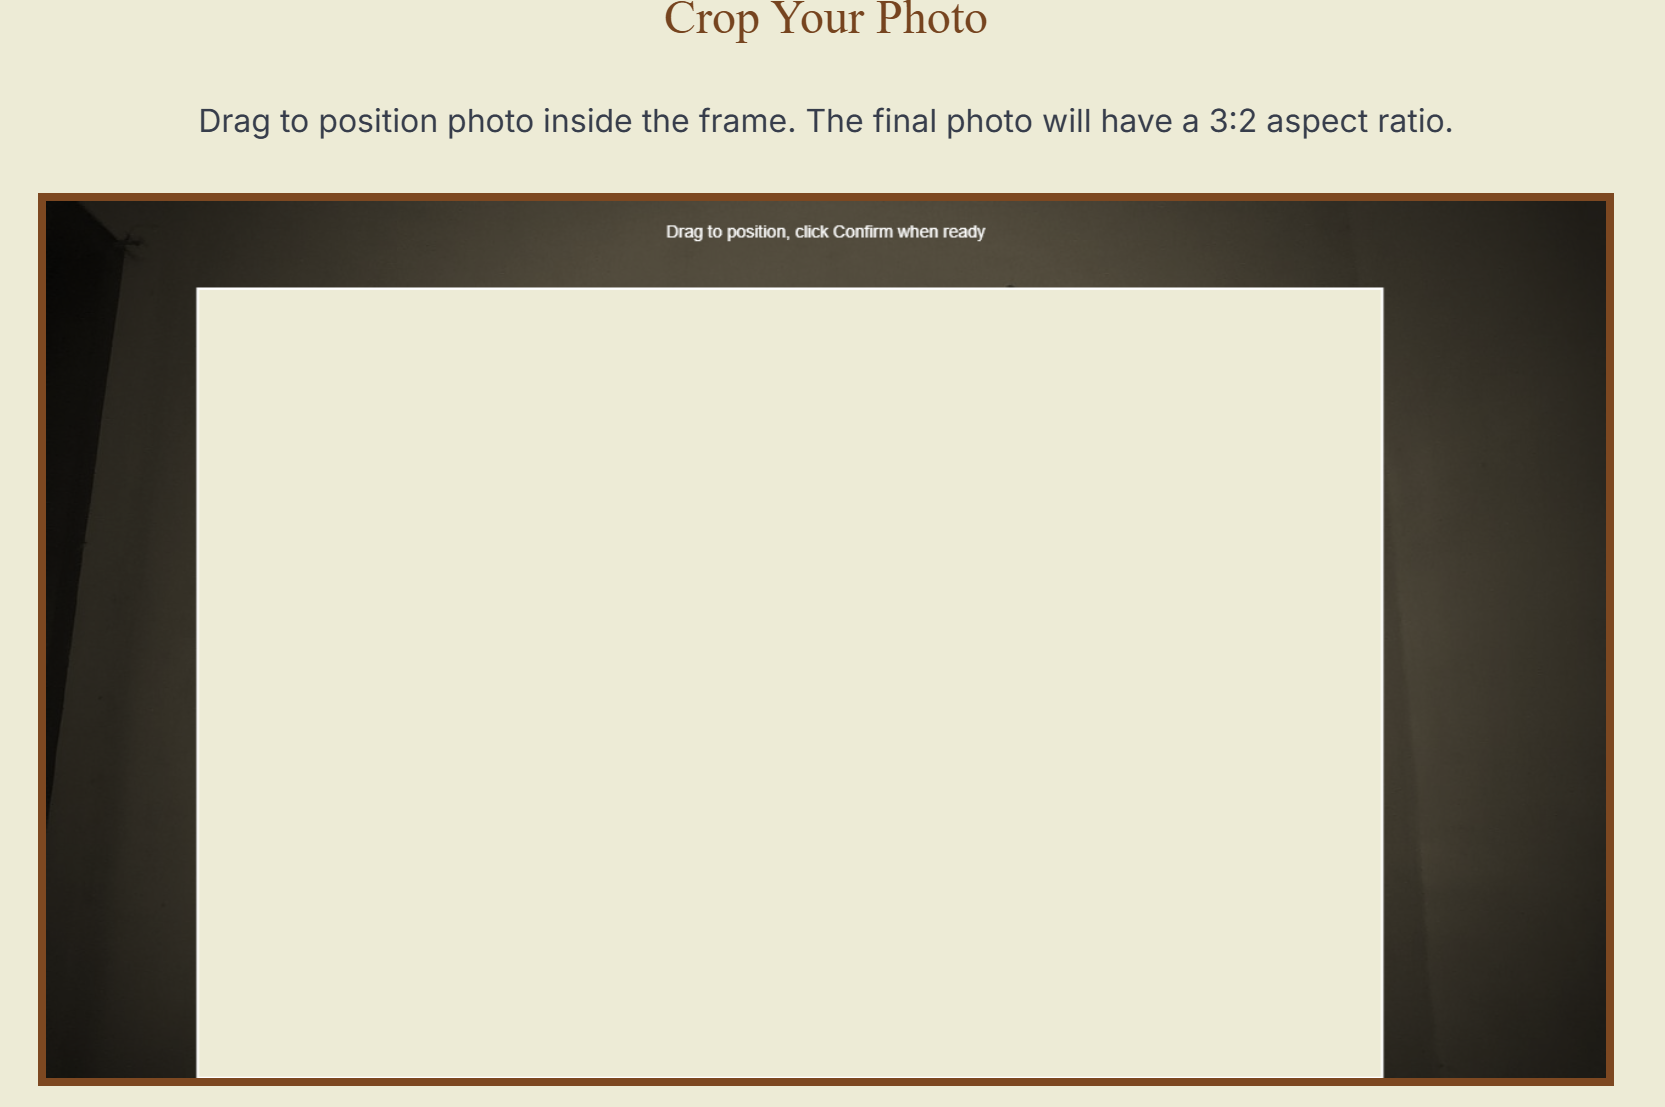 Crop Your Photo
Drag to position photo inside the frame. The final photo will have a 3:2 aspect ratio.
Drag to position, click Confirm when ready